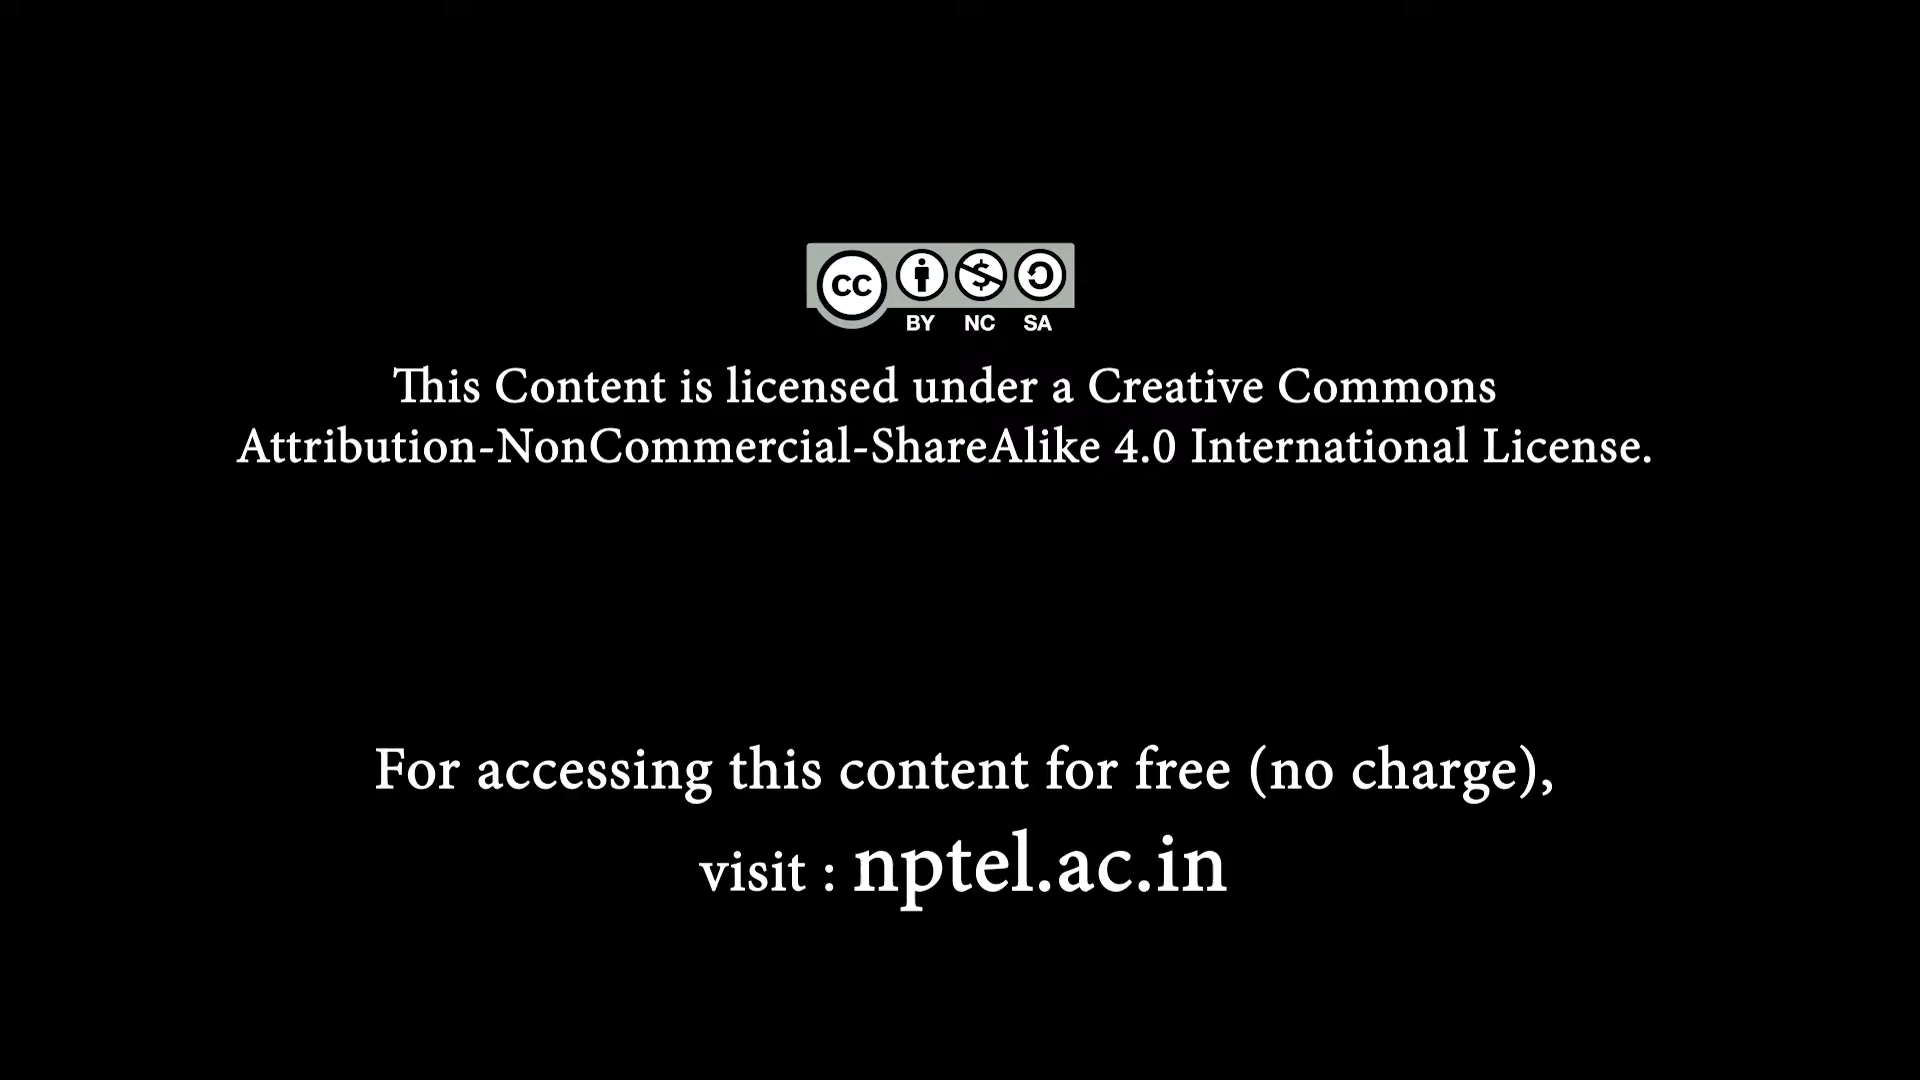 CC BY NC SA
This Content is licensed under a Creative Commons
Attribution-NonCommercial-ShareAlike 4.0 International License.
For accessing this content for free (no charge),
visit : nptel.ac.in